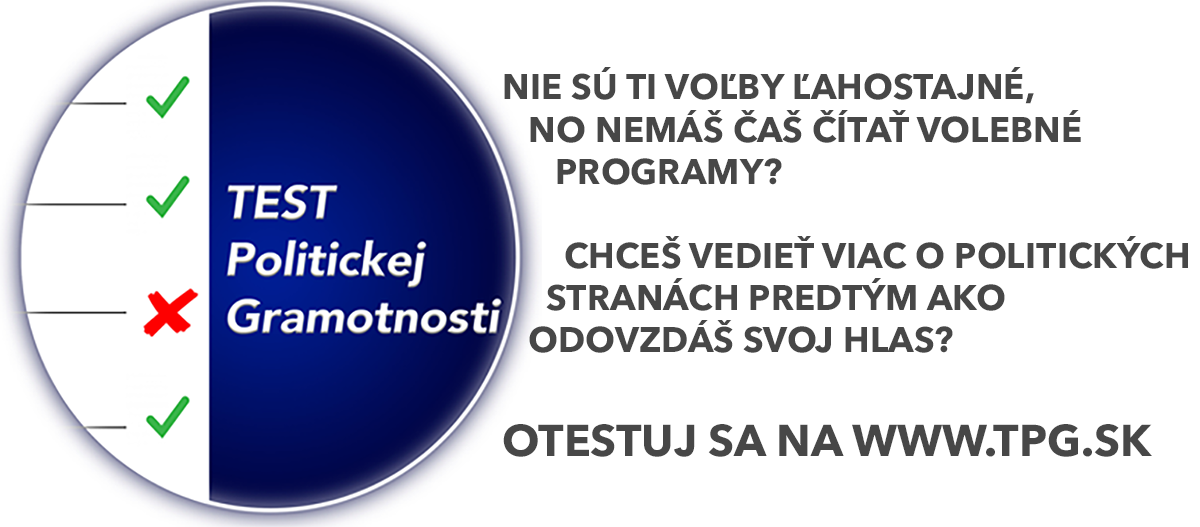 TEST
Politickej
Gramotnosti
NIE SÚ TI VOĽBY ĽAHOSTAJNÉ,
NO NEMÁŠ ČAŠ ČÍTAŤ VOLEBNÉ
PROGRAMY?
CHCEŠ VEDIEŤ VIAC O POLITICKÝCH
STRANÁCH PREDTÝM AKO
ODOVZDÁŠ SVOJ HLAS?
OTESTUJ SA NA WWW.TPG.SK